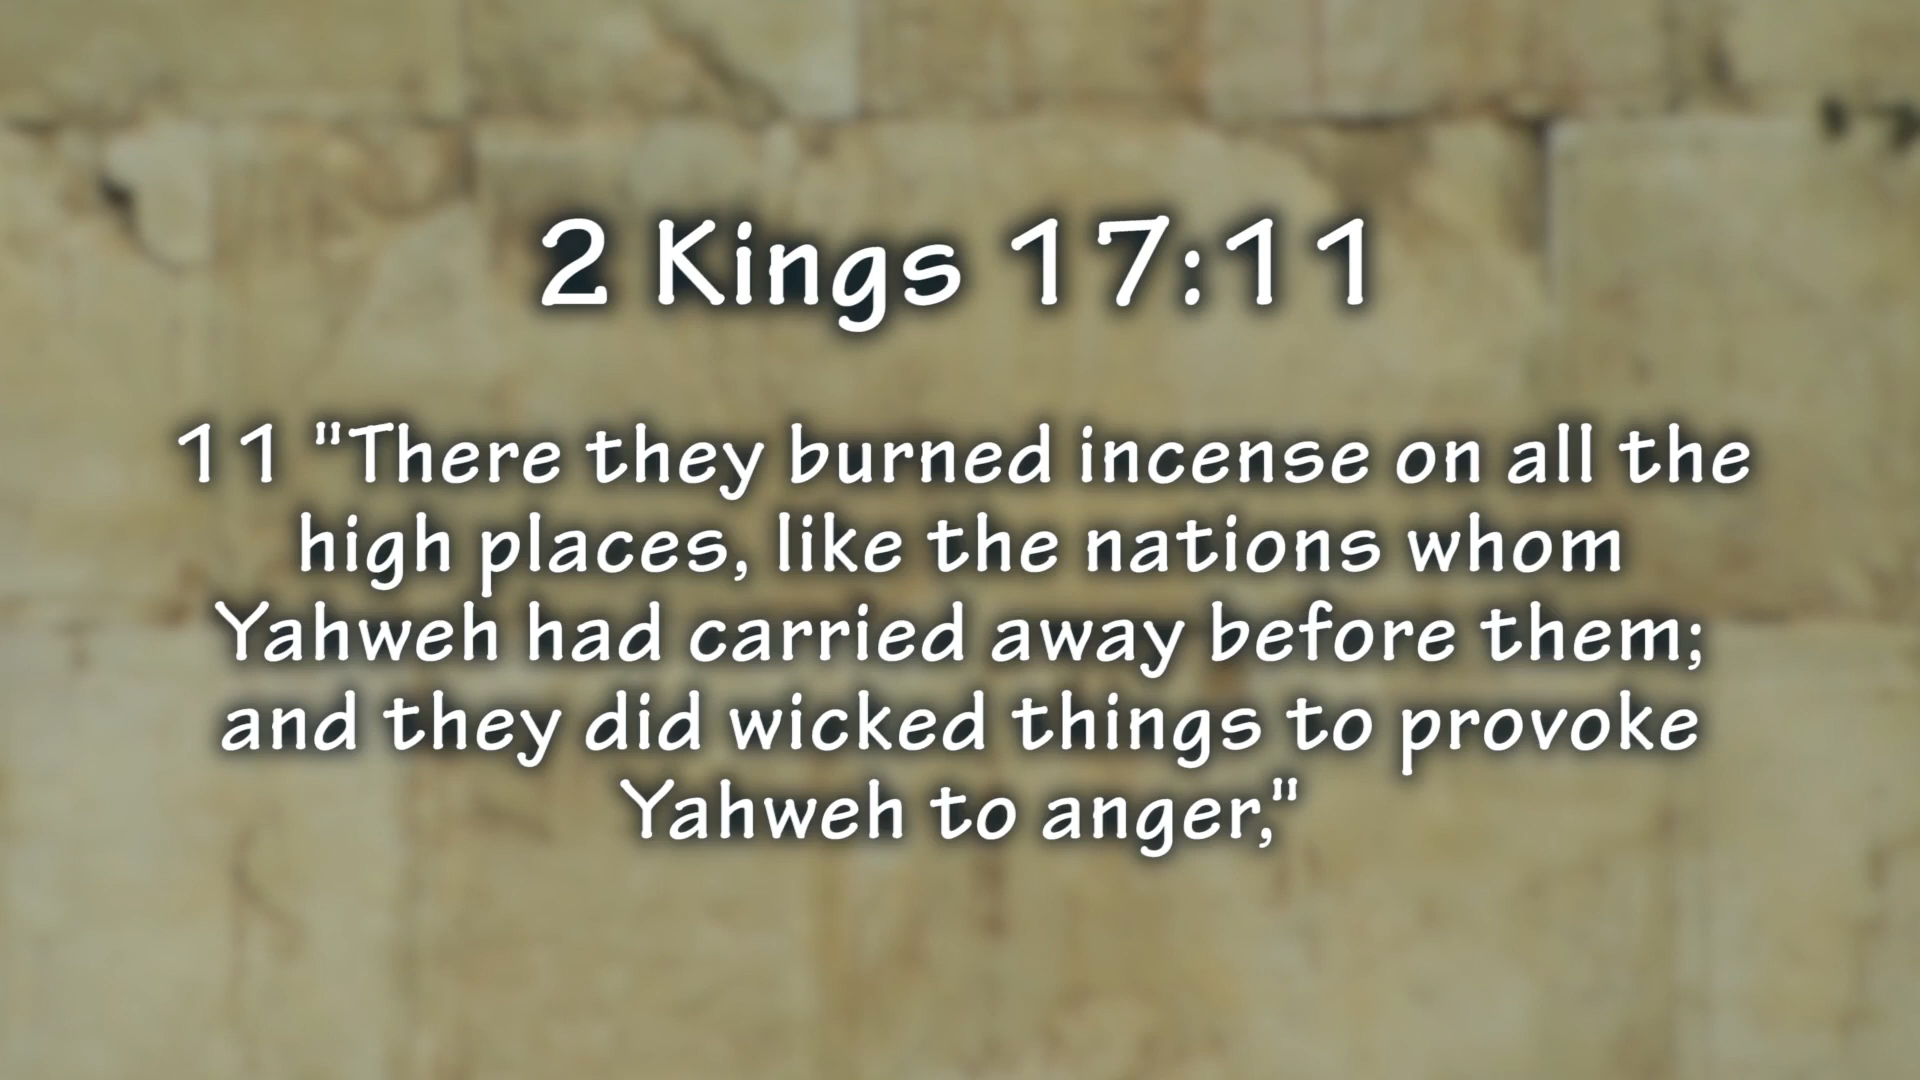 2 Kings 17:11
11 "There they burned incense on all the
high places, like the nations whom
Yahweh had carried away before them;
and they did wicked things to provoke
Yahweh to anger,"